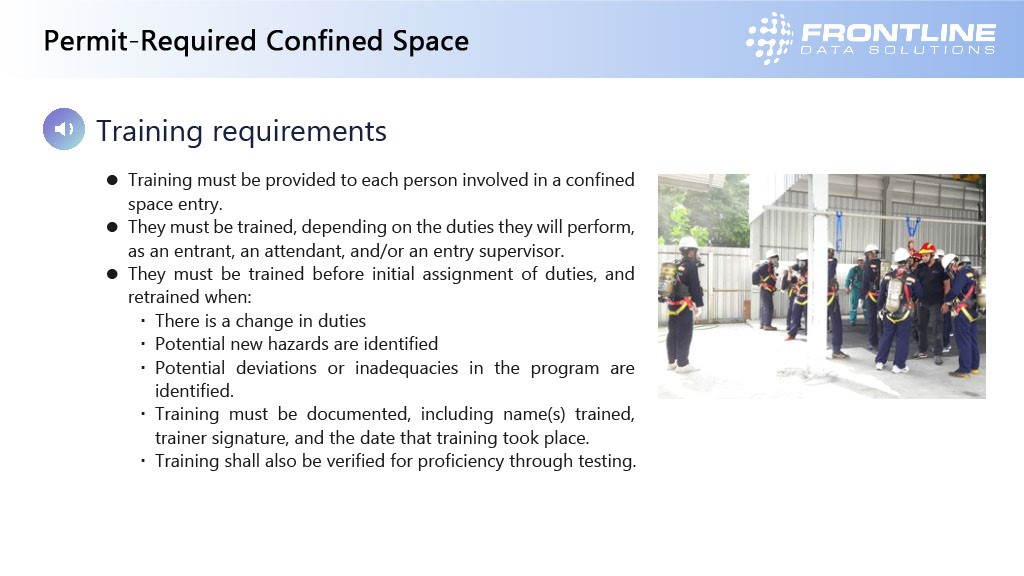 Permit-Required Confined Space
FRONTLINE
DATA SOLUTIONS
Training requirements
● Training must be provided to each person involved in a confined
space entry.
● They must be trained, depending on the duties they will perform,
as an entrant, an attendant, and/or an entry supervisor.
● They must be trained before initial assignment of duties, and
retrained when:
· There is a change in duties
· Potential new hazards are identified
· Potential deviations or inadequacies in the program are
identified.
· Training must be documented, including name(s) trained,
trainer signature, and the date that training took place.
· Training shall also be verified for proficiency through testing.